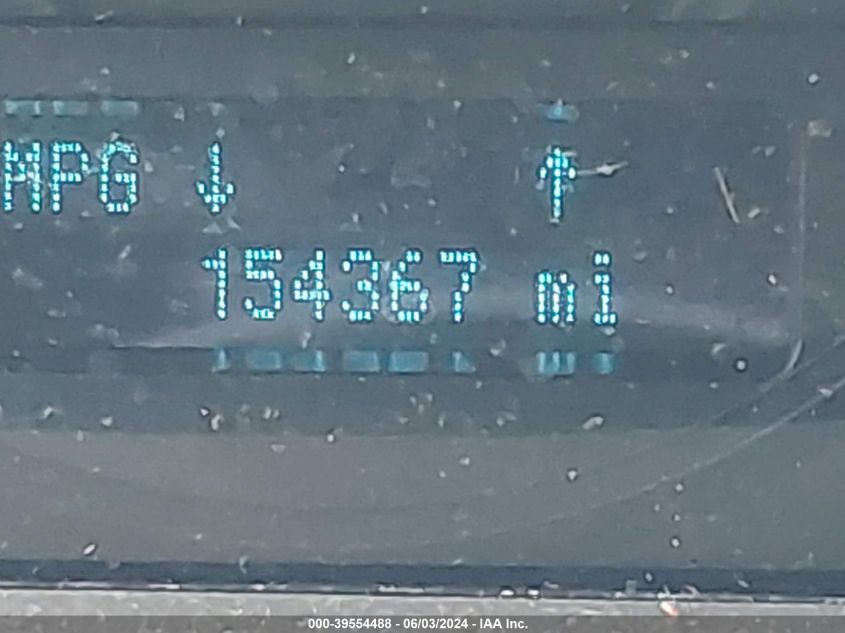 MPG ↓ ↑
154367 mi
000-39554488 - 06/03/2024 - IAA Inc.